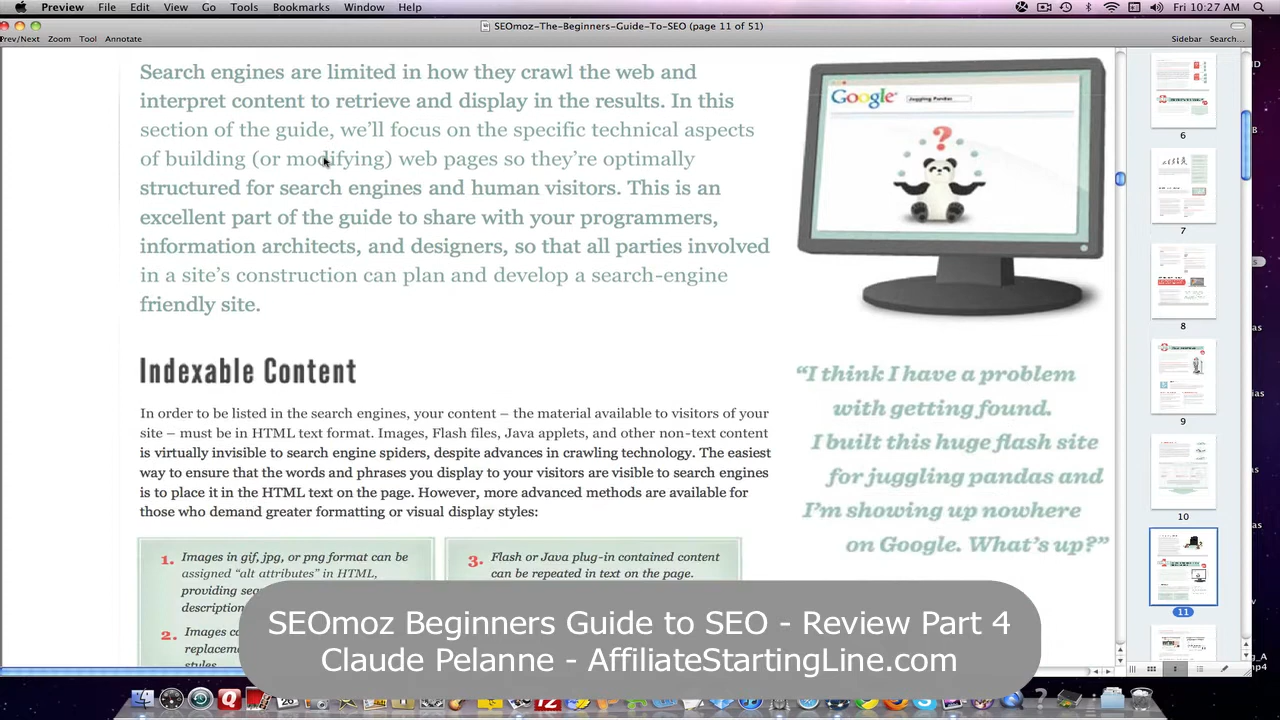 Preview File Edit View Go Tools Bookmarks Window Help Fri 10:27 AM
SEOmoz-The-Beginners-Guide-To-SEO (page 11 of 51)
Prev/Next Zoom Tool Annotate Sidebar Search...
Search engines are limited in how they crawl the web and
interpret content to retrieve and display in the results. In this
section of the guide, we’ll focus on the specific technical aspects
of building (or modifying) web pages so they’re optimally
structured for search engines and human visitors. This is an
excellent part of the guide to share with your programmers,
information architects, and designers, so that all parties involved
in a site’s construction can plan and develop a search-engine
friendly site.
Google Juggling Pandas
?
Indexable Content
In order to be listed in the search engines, your content – the material available to visitors of your
site – must be in HTML text format. Images, Flash files, Java applets, and other non-text content
is virtually invisible to search engine spiders, despite advances in crawling technology. The easiest
way to ensure that the words and phrases you display to your visitors are visible to search engines
is to place it in the HTML text on the page. However, more advanced methods are available for
those who demand greater formatting or visual display styles:
“I think I have a problem
with getting found.
I built this huge flash site
for juggling pandas and
I’m showing up nowhere
on Google. What’s up?”
1. Images in gif, jpg, or png format can be
assigned “alt attributes” in HTML,
providing sea
description
2. Images ca
replaceme
styles.
3. Flash or Java plug-in contained content
can be repeated in text on the page.
6
7
8
9
10
11
SEOmoz Beginners Guide to SEO - Review Part 4
Claude Pelanne - AffiliateStartingLine.com